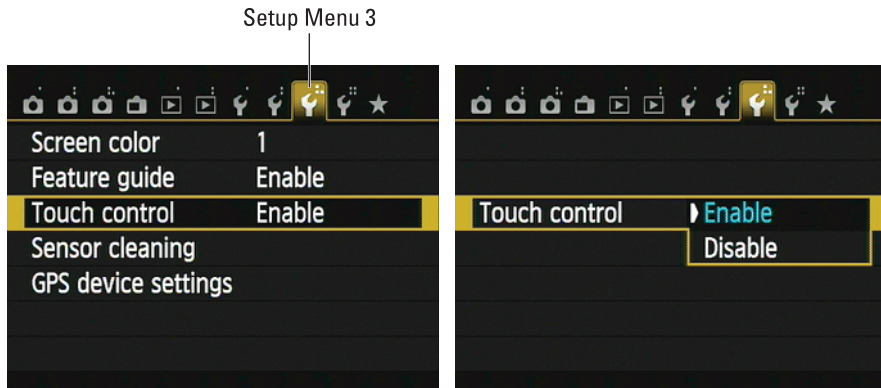 Setup Menu 3
Screen color 1
Feature guide Enable
Touch control Enable
Sensor cleaning
GPS device settings
Touch control Enable
Disable